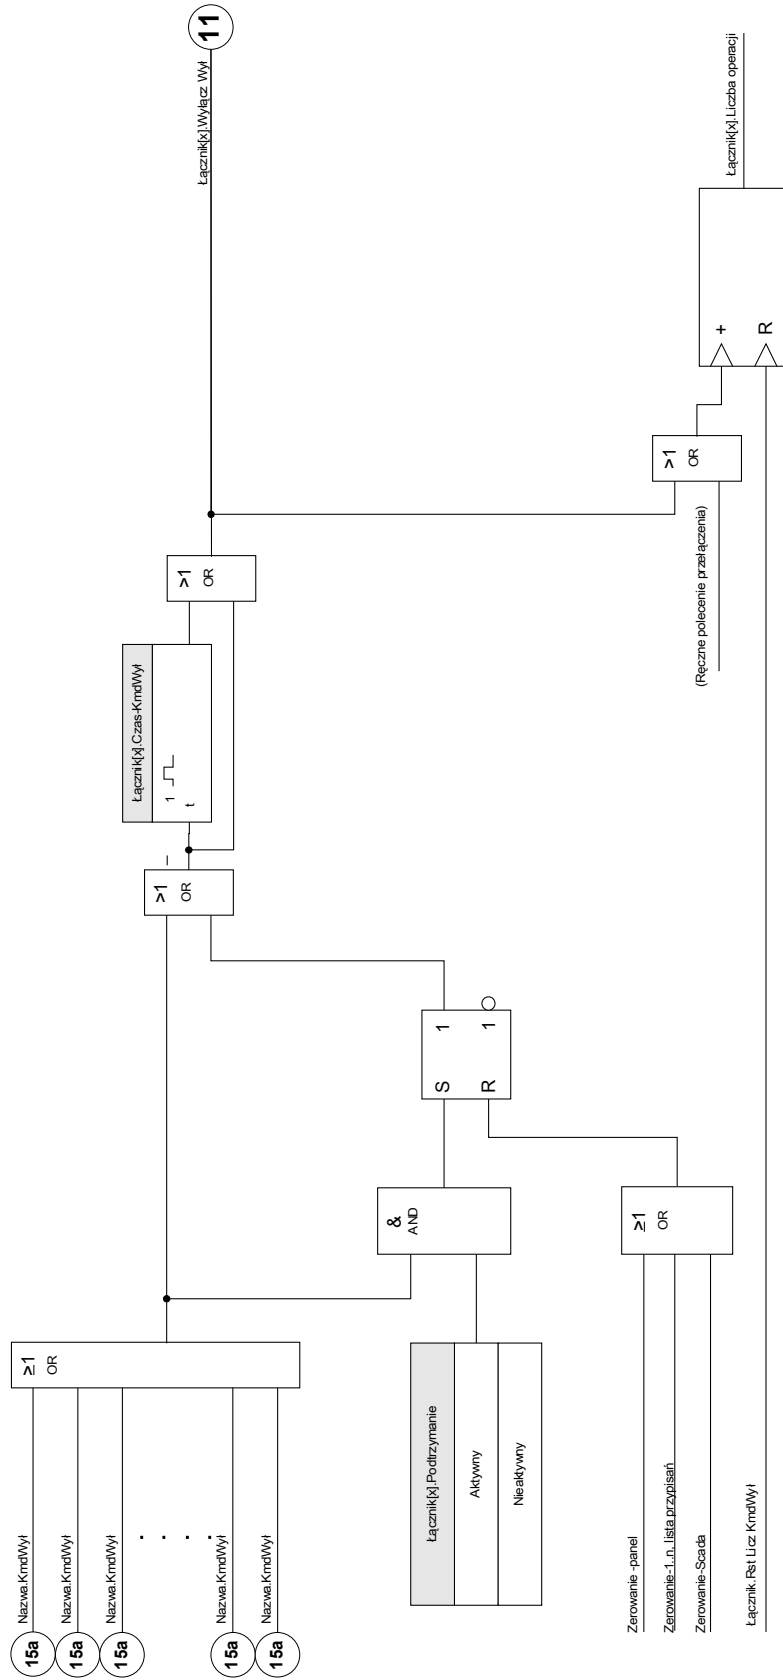 15a
Nazwa.KmdWył
15a
Nazwa.KmdWył
15a
Nazwa.KmdWył
15a
Nazwa.KmdWył
15a
Nazwa.KmdWył
≥1
OR
Łącznik[x].Podtrzymanie
Aktywny
Nieaktywny
&
AND
Zerowanie -panel
Zerowanie-1..n, lista przypisań
Zerowanie-Scada
≥1
OR
S
1
R
1
>1
OR
Łącznik[x].Czas-KmdWył
1
t
>1
OR
Łącznik[x].Wyłącz Wył
11
(Ręczne polecenie przełączenia)
>1
OR
Łącznik.Rst Licz KmdWył
+
R
Łącznik[x].Liczba operacji